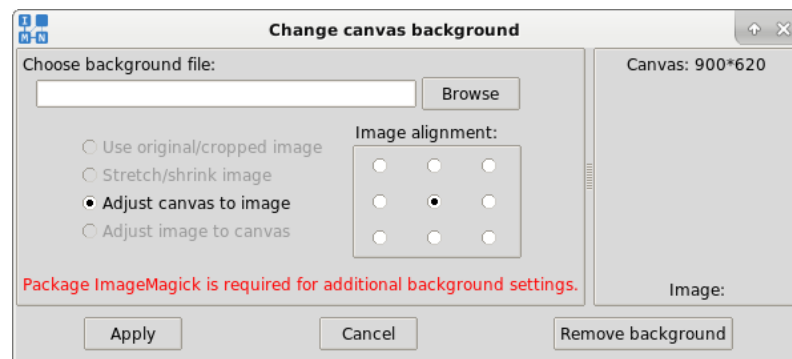 I
M-N
Change canvas background
Choose background file:
Browse
Use original/cropped image
Stretch/shrink image
Adjust canvas to image
Adjust image to canvas
Image alignment:
Package ImageMagick is required for additional background settings.
Canvas: 900*620
Image:
Apply
Cancel
Remove background